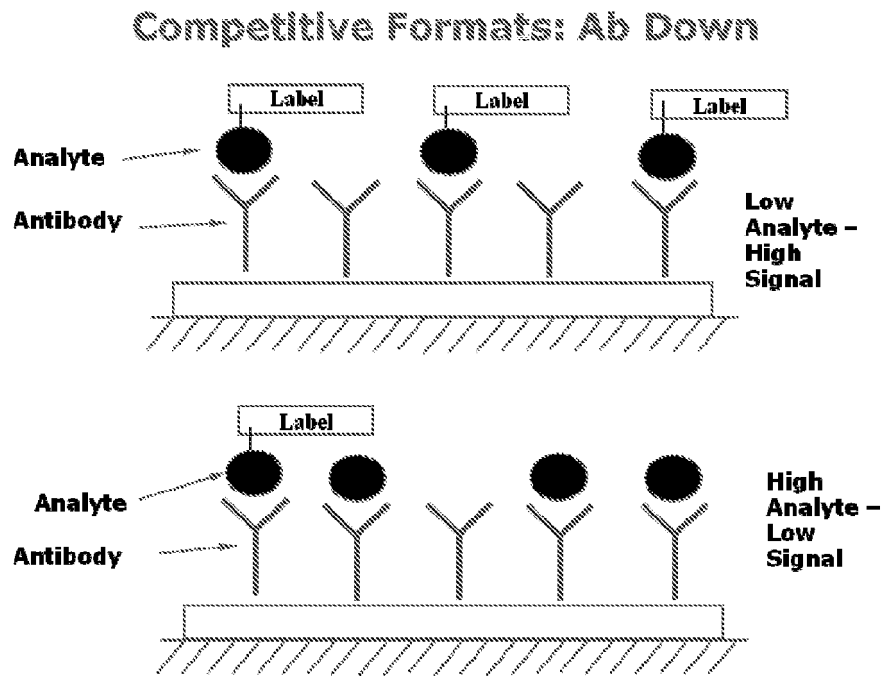 Competitive Formats: Ab Down
Label
Label
Label
Analyte
Antibody
Low
Analyte –
High
Signal
Label
Analyte
Antibody
High
Analyte –
Low
Signal